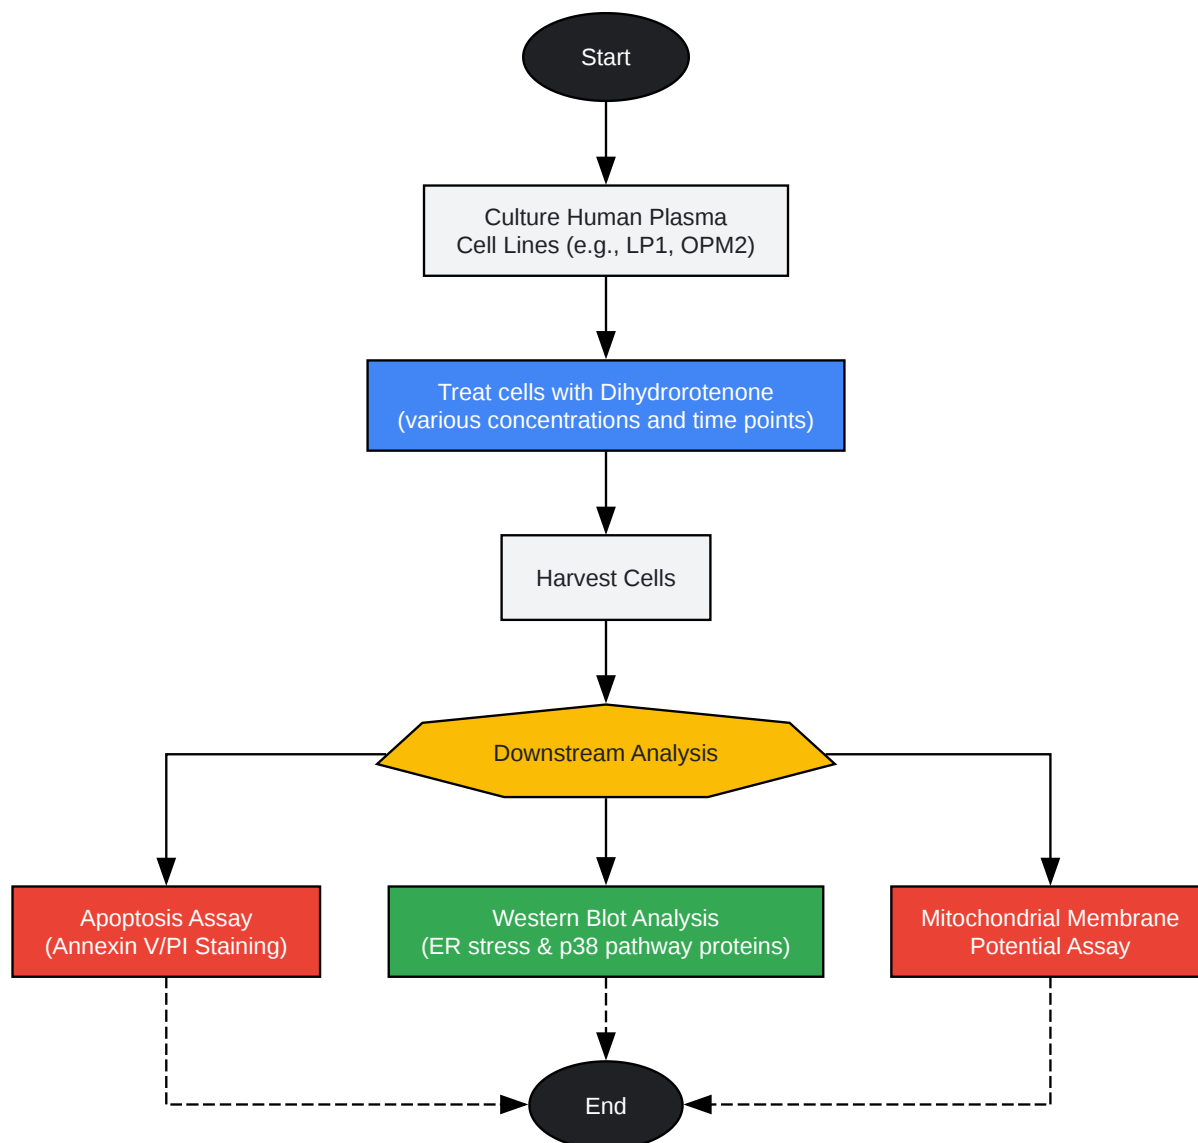 Start
Culture Human Plasma
Cell Lines (e.g., LP1, OPM2)
Treat cells with Dihydrorotenone
(various concentrations and time points)
Harvest Cells
Downstream Analysis
Apoptosis Assay
(Annexin V/PI Staining)
Western Blot Analysis
(ER stress & p38 pathway proteins)
Mitochondrial Membrane
Potential Assay
End